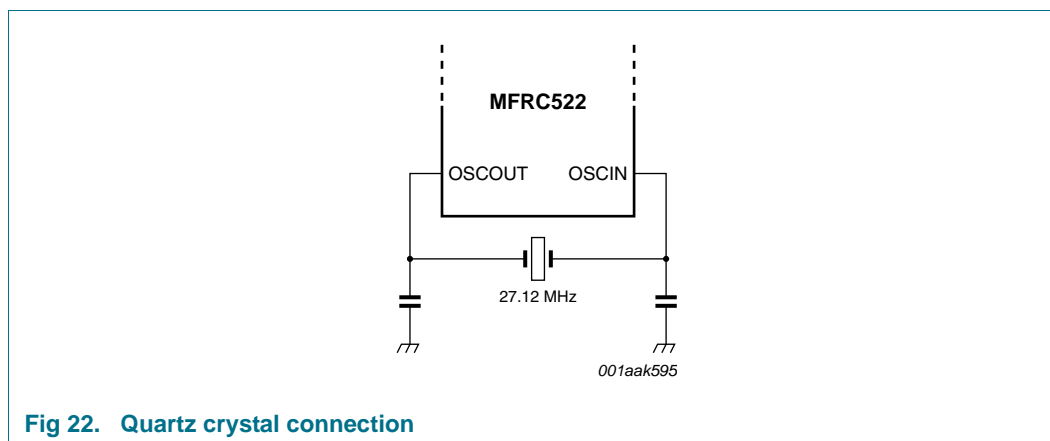 MFRC522
OSCOUT OSCIN
27.12 MHz
001aak595
Fig 22. Quartz crystal connection